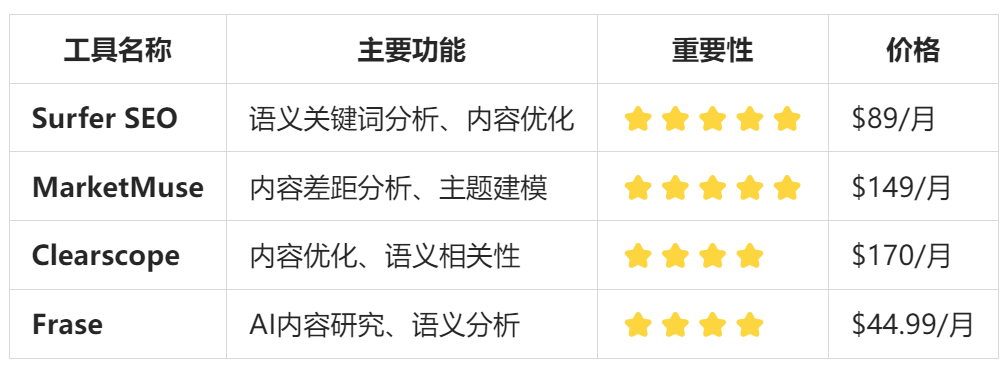 工具名称 主要功能 重要性 价格
Surfer SEO 语义关键词分析、内容优化 $89/月
MarketMuse 内容差距分析、主题建模 $149/月
Clearscope 内容优化、语义相关性 $170/月
Frase AI内容研究、语义分析 $44.99/月